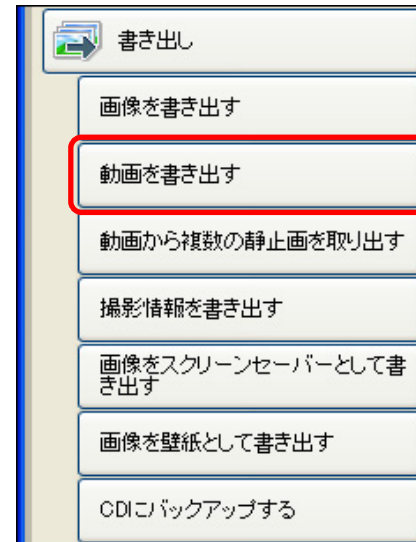 書き出し
画像を書き出す
動画を書き出す
動画から複数の静止画を取り出す
撮影情報を書き出す
画像をスクリーンセーバーとして書
き出す
画像を壁紙として書き出す
CDにバックアップする